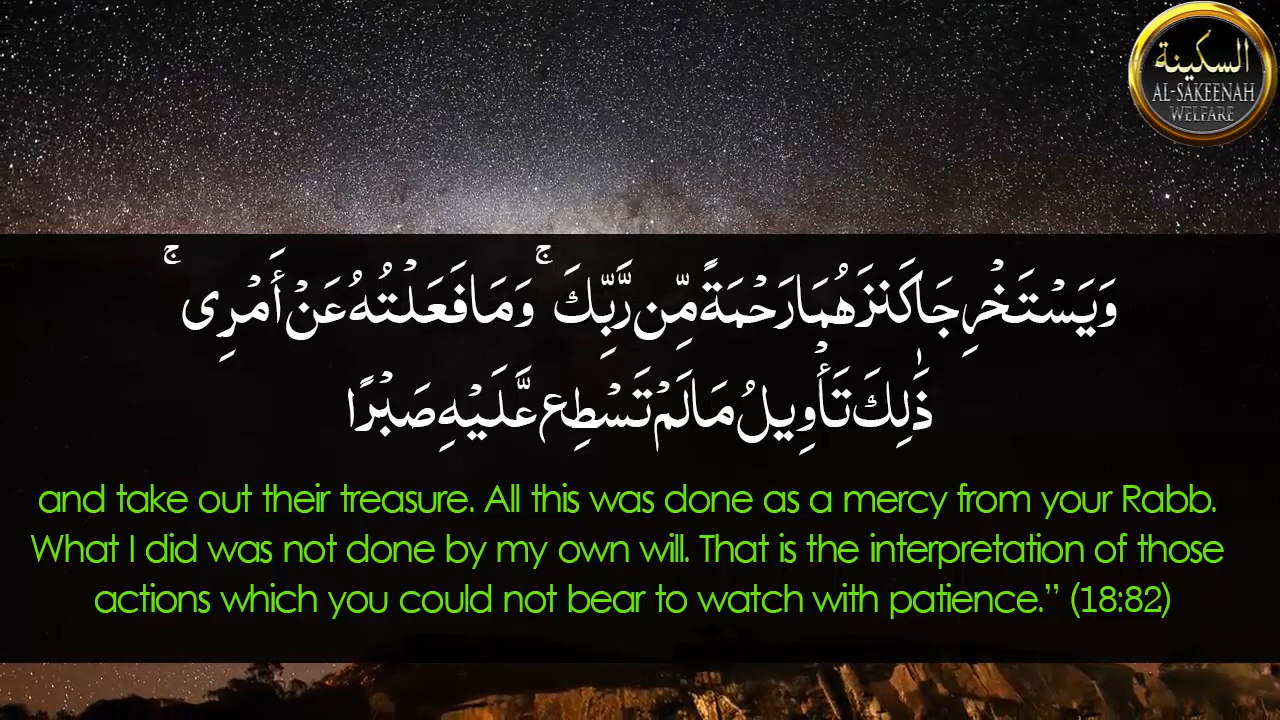 السكينة
AL-SAKEENAH
WELFARE
وَيَسْتَخْرِجَا كَنزَهُمَا رَحْمَةً مِّن رَّبِّكَ ۚ وَمَا فَعَلْتُهُ عَنْ أَمْرِى ۚ
ذَٰلِكَ تَأْوِيلُ مَا لَمْ تَسْطِع عَّلَيْهِ صَبْرًا
and take out their treasure. All this was done as a mercy from your Rabb.
What I did was not done by my own will. That is the interpretation of those
actions which you could not bear to watch with patience.” (18:82)